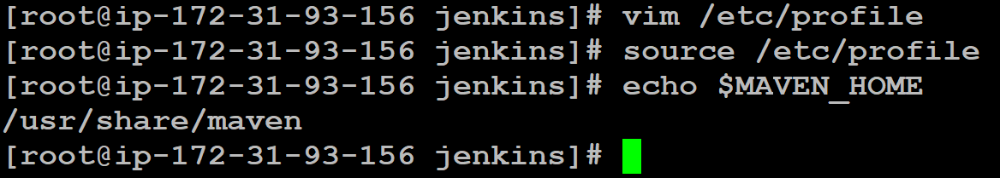 [root@ip-172-31-93-156 jenkins]# vim /etc/profile
[root@ip-172-31-93-156 jenkins]# source /etc/profile
[root@ip-172-31-93-156 jenkins]# echo $MAVEN_HOME
/usr/share/maven
[root@ip-172-31-93-156 jenkins]#